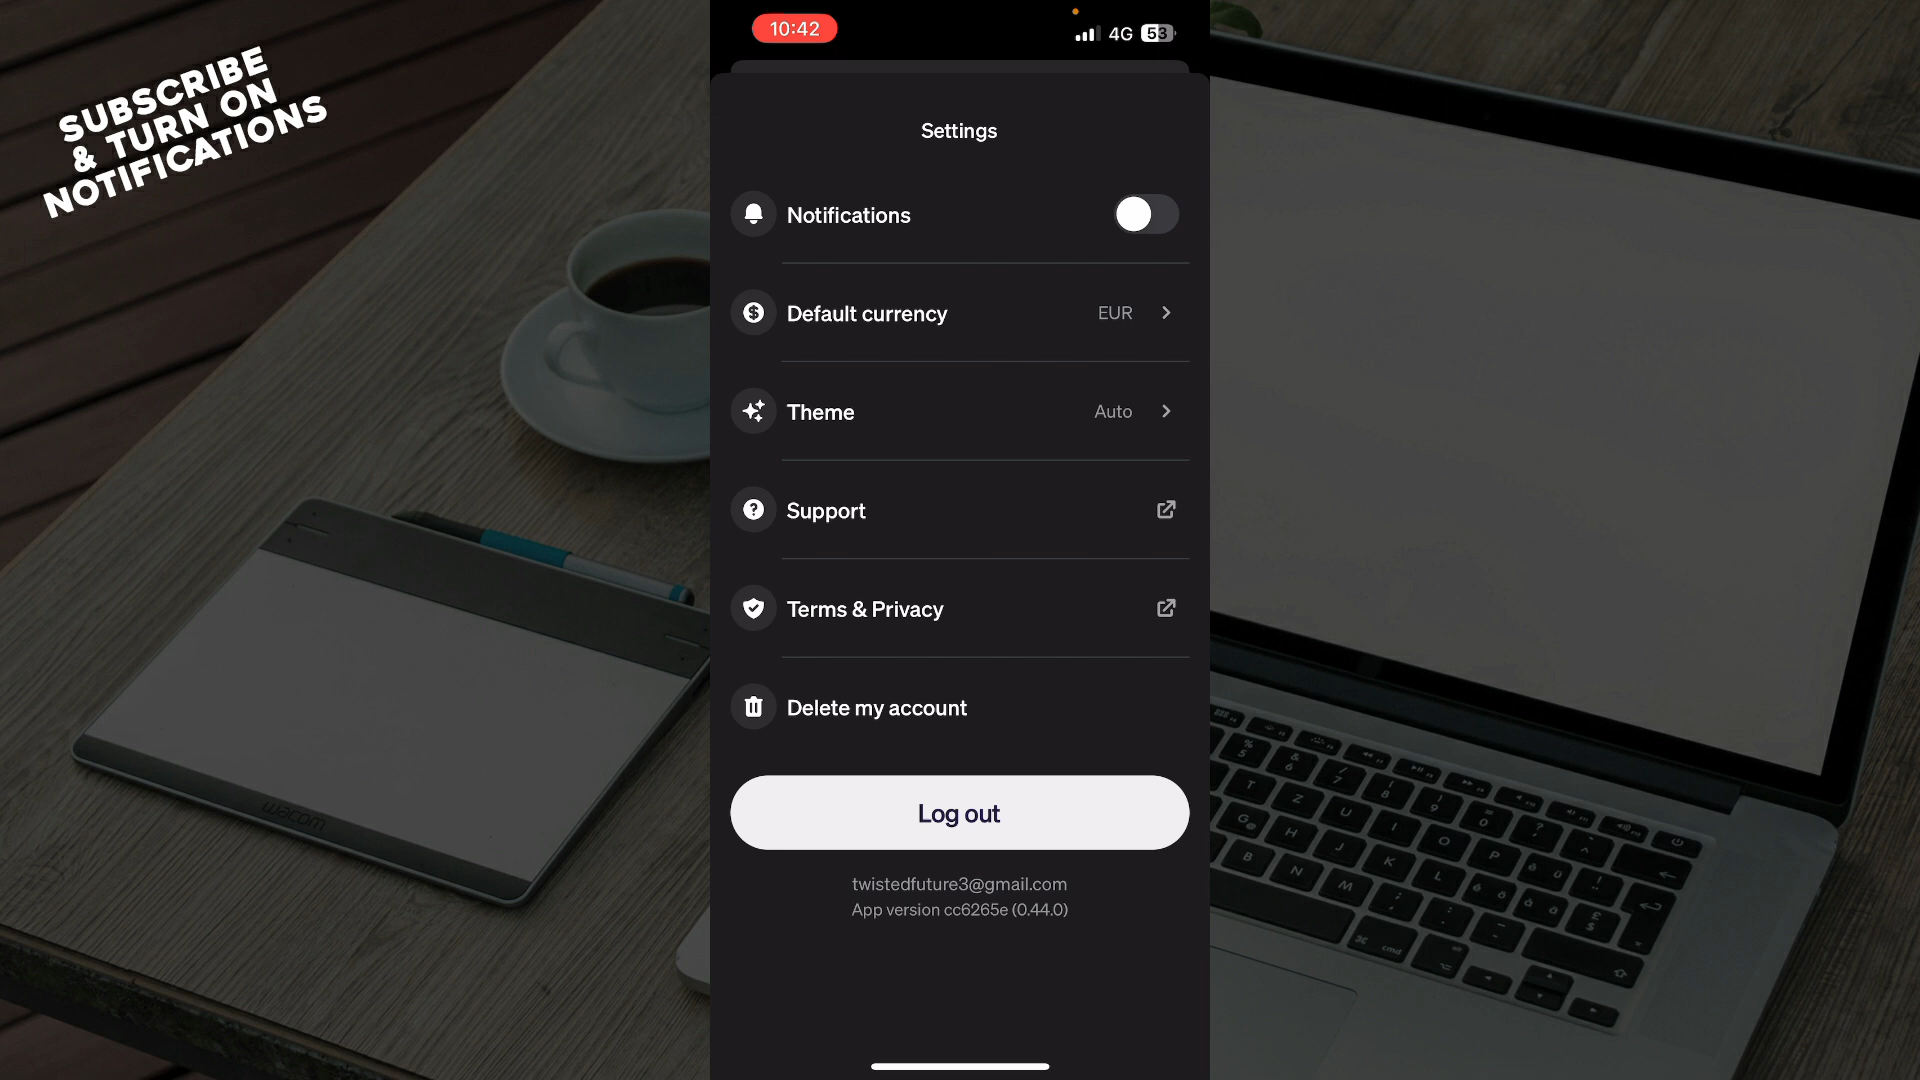 SUBSCRIBE
& TURN ON
NOTIFICATIONS
10:42
4G 53
Settings
Notifications
Default currency EUR
Theme Auto
Support
Terms & Privacy
Delete my account
Log out
twistedfuture3@gmail.com
App version cc6265e (0.44.0)
wacom